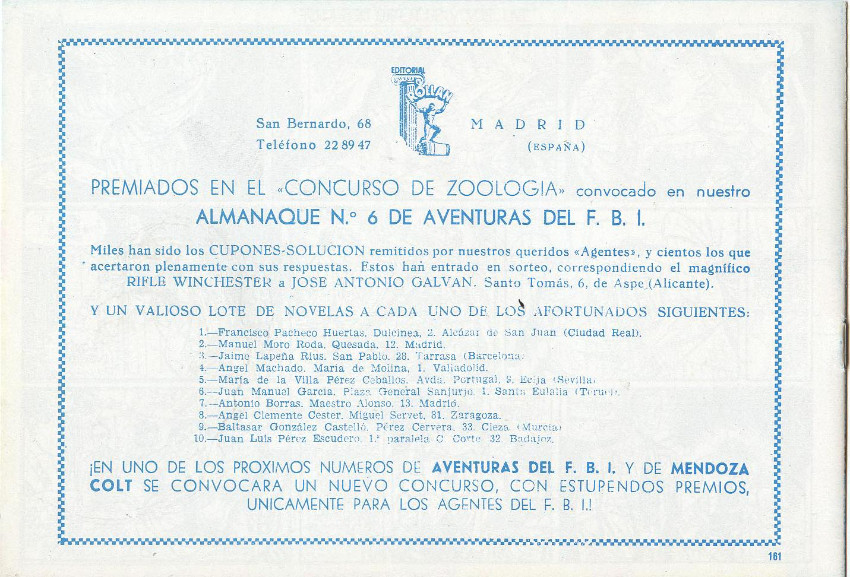 EDITORIAL
ROLLAN
San Bernardo, 68
Teléfono 22 89 47
MADRID
(ESPAÑA)
PREMIADOS EN EL «CONCURSO DE ZOOLOGIA» convocado en nuestro
ALMANAQUE N.º 6 DE AVENTURAS DEL F. B. I.
Miles han sido los CUPONES-SOLUCION remitidos por nuestros queridos «Agentes», y cientos los que
acertaron plenamente con sus respuestas. Estos han entrado en sorteo, correspondiendo el magnífico
RIFLE WINCHESTER a JOSE ANTONIO GALVAN. Santo Tomás, 6, de Aspe (Alicante).
Y UN VALIOSO LOTE DE NOVELAS A CADA UNO DE LOS AFORTUNADOS SIGUIENTES:
1.—Francisco Pacheco Huertas, Dulcinea, 2. Alcázar de San Juan (Ciudad Real).
2.—Manuel Moro Roda, Quesada, 12. Madrid.
3.—Jaime Lapeña Rius. San Pablo, 28. Tarrasa (Barcelona)
4.—Angel Machado. María de Molina, 1. Valladolid.
5.—María de la Villa Pérez Ceballos, Avda. Portugal, 9. Ecija (Sevilla)
6.—Juan Manuel García, Plaza General Sanjurjo, 1. Santa Eulalia (Teruel).
7.—Antonio Borras. Maestro Alonso, 13. Madrid.
8.—Angel Clemente Cester. Miguel Servet, 81. Zaragoza.
9.—Baltasar González Castelló, Pérez Cervera, 33. Cieza (Murcia)
10.—Juan Luis Pérez Escudero. 1.ª paralela C. Corte 32. Badajoz.
¡EN UNO DE LOS PROXIMOS NUMEROS DE AVENTURAS DEL F. B. I. Y DE MENDOZA
COLT SE CONVOCARA UN NUEVO CONCURSO, CON ESTUPENDOS PREMIOS,
UNICAMENTE PARA LOS AGENTES DEL F. B. I.!
161